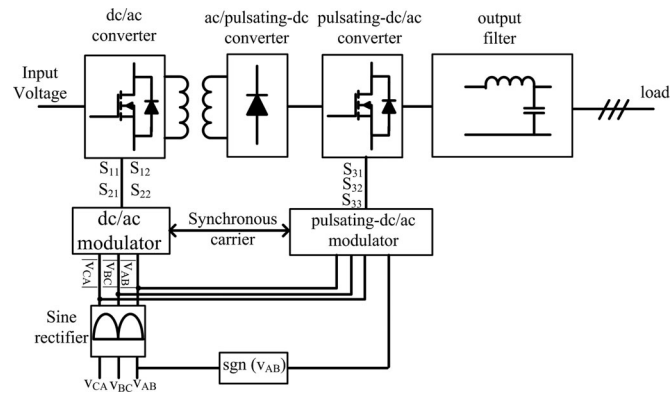 dc/ac
converter
ac/pulsating-dc
converter
pulsating-dc/ac
converter
output
filter
Input
Voltage
load
S11 S12
S21 S22
S31
S32
S33
dc/ac
modulator
Synchronous
carrier
pulsating-dc/ac
modulator
|vCA|
|vBC|
|vAB|
Sine
rectifier
vCA vBC vAB
sgn (vAB)